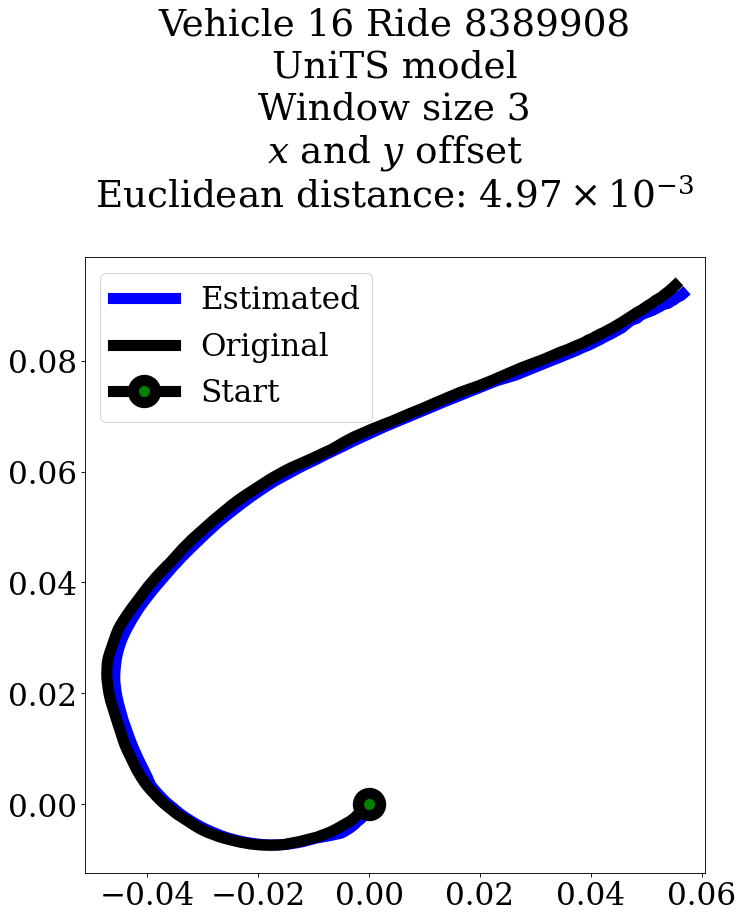 Vehicle 16 Ride 8389908
UniTS model
Window size 3
x and y offset
Euclidean distance: 4.97 × 10⁻³
Estimated
Original
Start
0.08
0.06
0.04
0.02
0.00
−0.04 −0.02 0.00 0.02 0.04 0.06